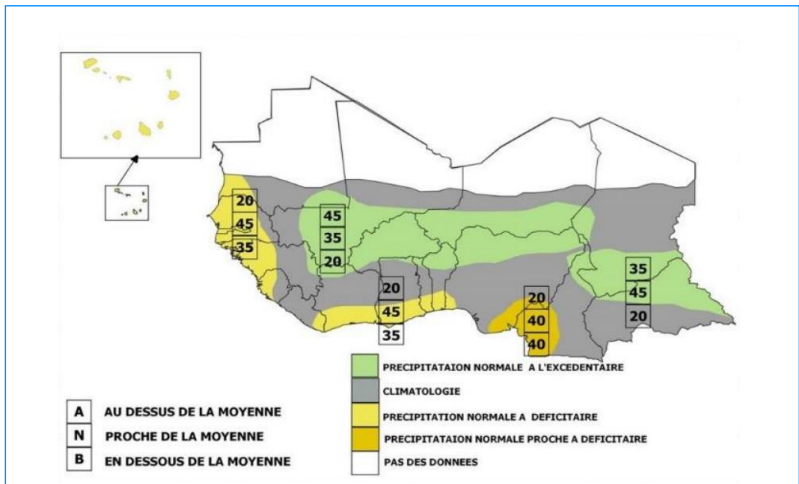 20
45
35
45
35
20
20
45
35
20
40
40
35
45
20
A AU DESSUS DE LA MOYENNE
N PROCHE DE LA MOYENNE
B EN DESSOUS DE LA MOYENNE
PRECIPITATAION NORMALE A L'EXCEDENTAIRE
CLIMATOLOGIE
PRECIPITATION NORMALE A DEFICITAIRE
PRECIPITATAION NORMALE PROCHE A DEFICITAIRE
PAS DES DONNEES